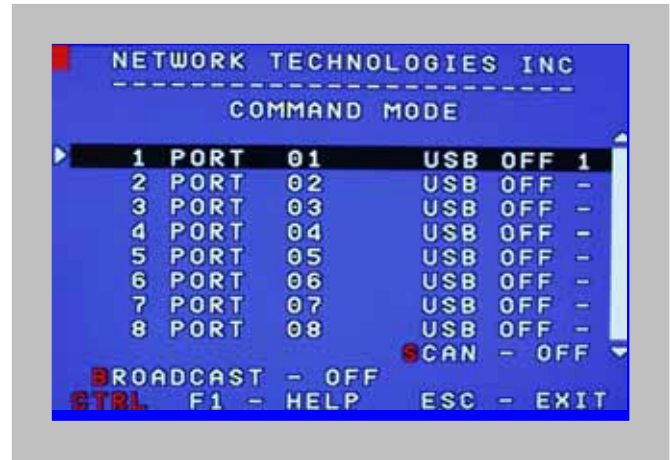 NETWORK TECHNOLOGIES INC
COMMAND MODE
1 PORT 01 USB OFF 1
2 PORT 02 USB OFF -
3 PORT 03 USB OFF -
4 PORT 04 USB OFF -
5 PORT 05 USB OFF -
6 PORT 06 USB OFF -
7 PORT 07 USB OFF -
8 PORT 08 USB OFF -
SCAN - OFF
BROADCAST - OFF
CTRL F1 - HELP ESC - EXIT